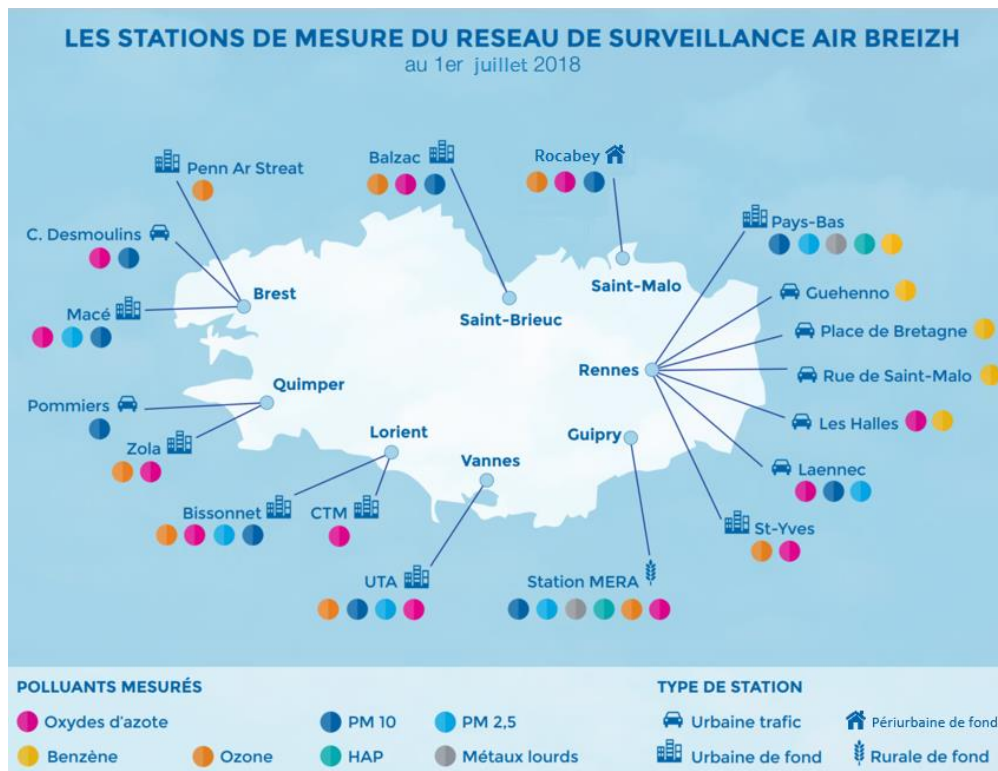 LES STATIONS DE MESURE DU RESEAU DE SURVEILLANCE AIR BREIZH
au 1er juillet 2018
Penn Ar Streat
Balzac
Rocabey
C. Desmoulins
Pays-Bas
Macé
Brest
Saint-Brieuc
Saint-Malo
Guehenno
Place de Bretagne
Rennes
Rue de Saint-Malo
Quimper
Pommiers
Les Halles
Zola
Lorient
Guipry
Vannes
Laennec
Bissonnet
CTM
St-Yves
UTA
Station MERA
POLLUANTS MESURÉS
Oxydes d'azote
PM 10
PM 2,5
Benzène
Ozone
HAP
Métaux lourds
TYPE DE STATION
Urbaine trafic
Périurbaine de fond
Urbaine de fond
Rurale de fond